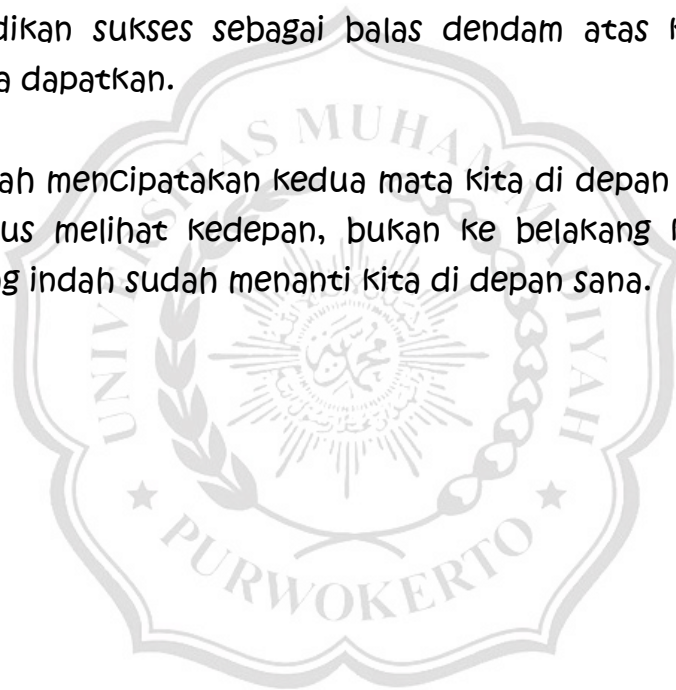 dikan sukses sebagai balas dendam atas
a dapatkan.
ah mencipatakan kedua mata kita di depan
us melihat kedepan, bukan ke belakang
g indah sudah menanti kita di depan sana.
UNIVERSITAS MUHAMMADIYAH
PURWOKERTO